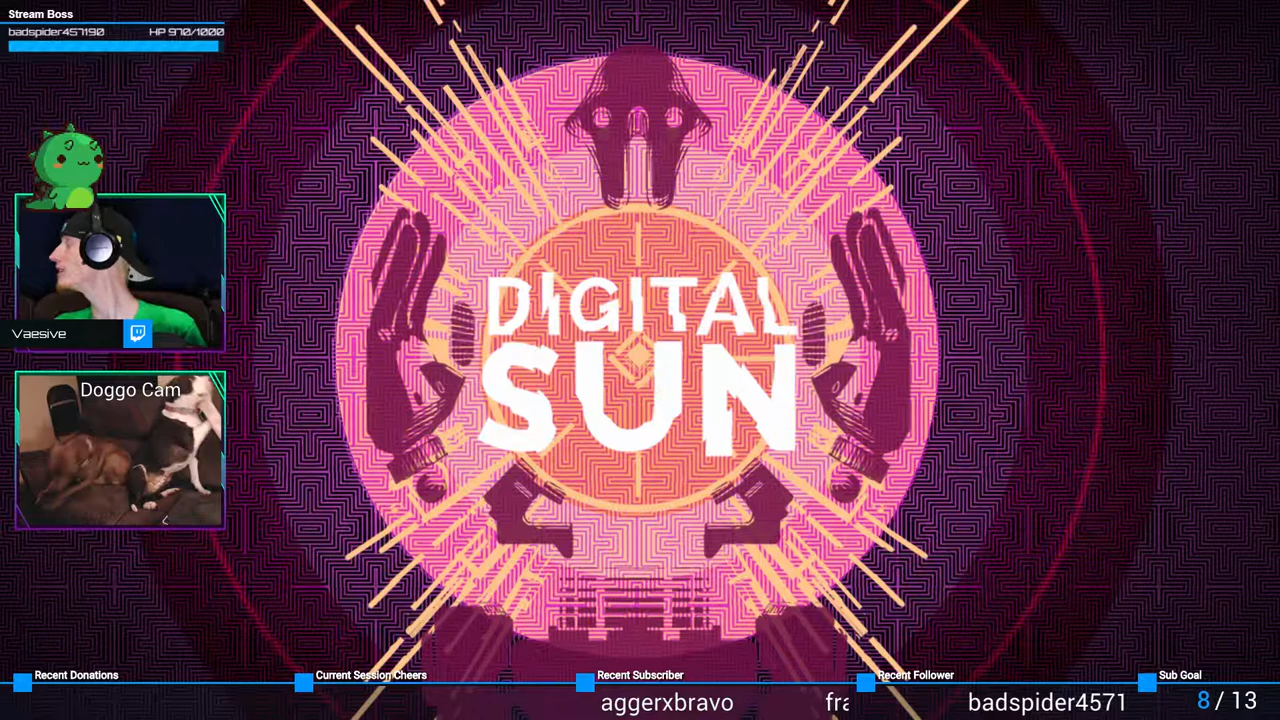 Stream Boss
badspider457190 HP 970/1000
DIGITAL
SUN
Vaesive
Doggo Cam
Recent Donations
Current Session Cheers
Recent Subscriber
aggerxbravo fra
Recent Follower
badspider4571
Sub Goal
8 / 13